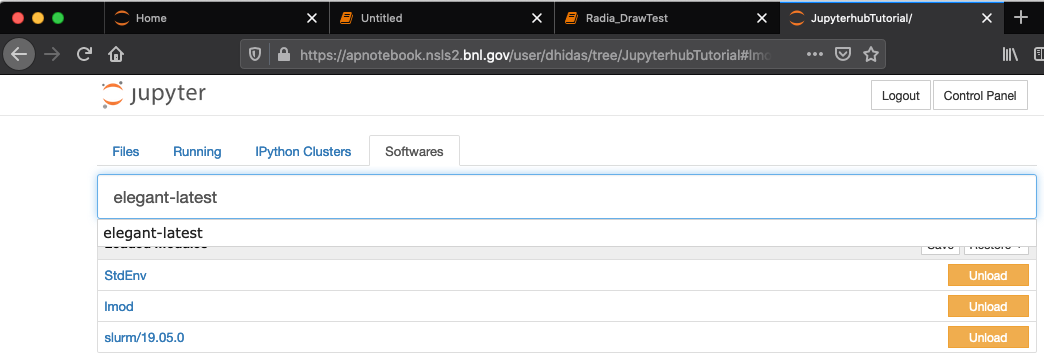 Home
Untitled
Radia_DrawTest
JupyterhubTutorial/
https://apnotebook.nsls2.bnl.gov/user/dhidas/tree/JupyterhubTutorial#lmo
jupyter
Logout
Control Panel
Files
Running
IPython Clusters
Softwares
elegant-latest
elegant-latest
Loaded Modules
Save
Restore
StdEnv
Unload
lmod
Unload
slurm/19.05.0
Unload